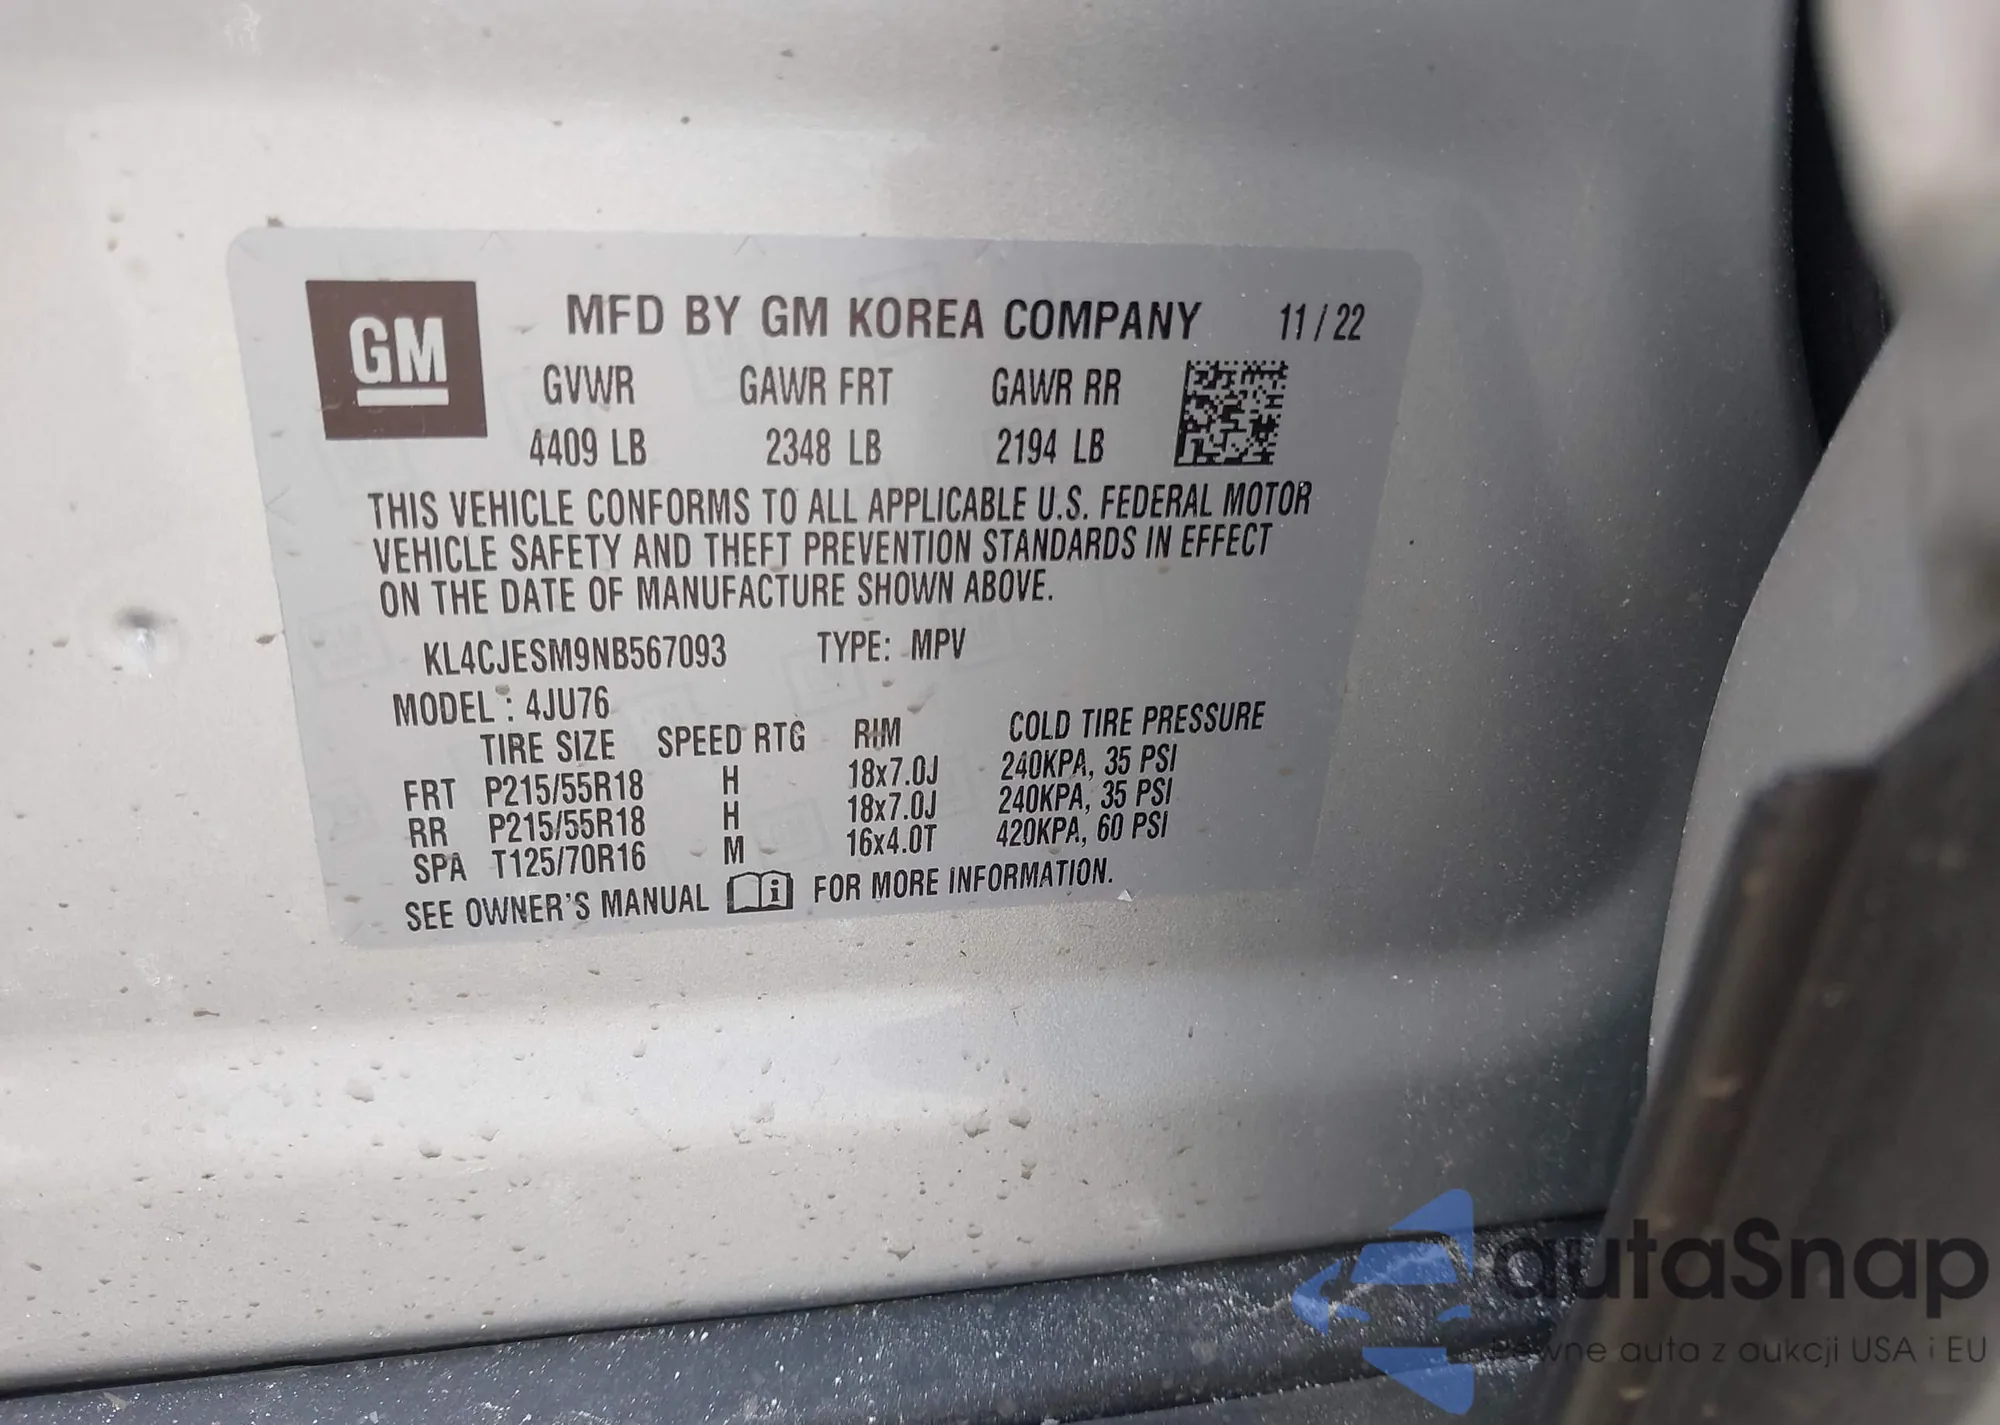 GM
MFD BY GM KOREA COMPANY 11/22
GVWR GAWR FRT GAWR RR
4409 LB 2348 LB 2194 LB
THIS VEHICLE CONFORMS TO ALL APPLICABLE U.S. FEDERAL MOTOR
VEHICLE SAFETY AND THEFT PREVENTION STANDARDS IN EFFECT
ON THE DATE OF MANUFACTURE SHOWN ABOVE.
KL4CJESM9NB567093 TYPE: MPV
MODEL : 4JU76
TIRE SIZE SPEED RTG RIM COLD TIRE PRESSURE
FRT P215/55R18 H 18x7.0J 240KPA, 35 PSI
RR P215/55R18 H 18x7.0J 240KPA, 35 PSI
SPA T125/70R16 M 16x4.0T 420KPA, 60 PSI
SEE OWNER'S MANUAL i FOR MORE INFORMATION.
autaSnap
Pewne auta z aukcji USA i EU